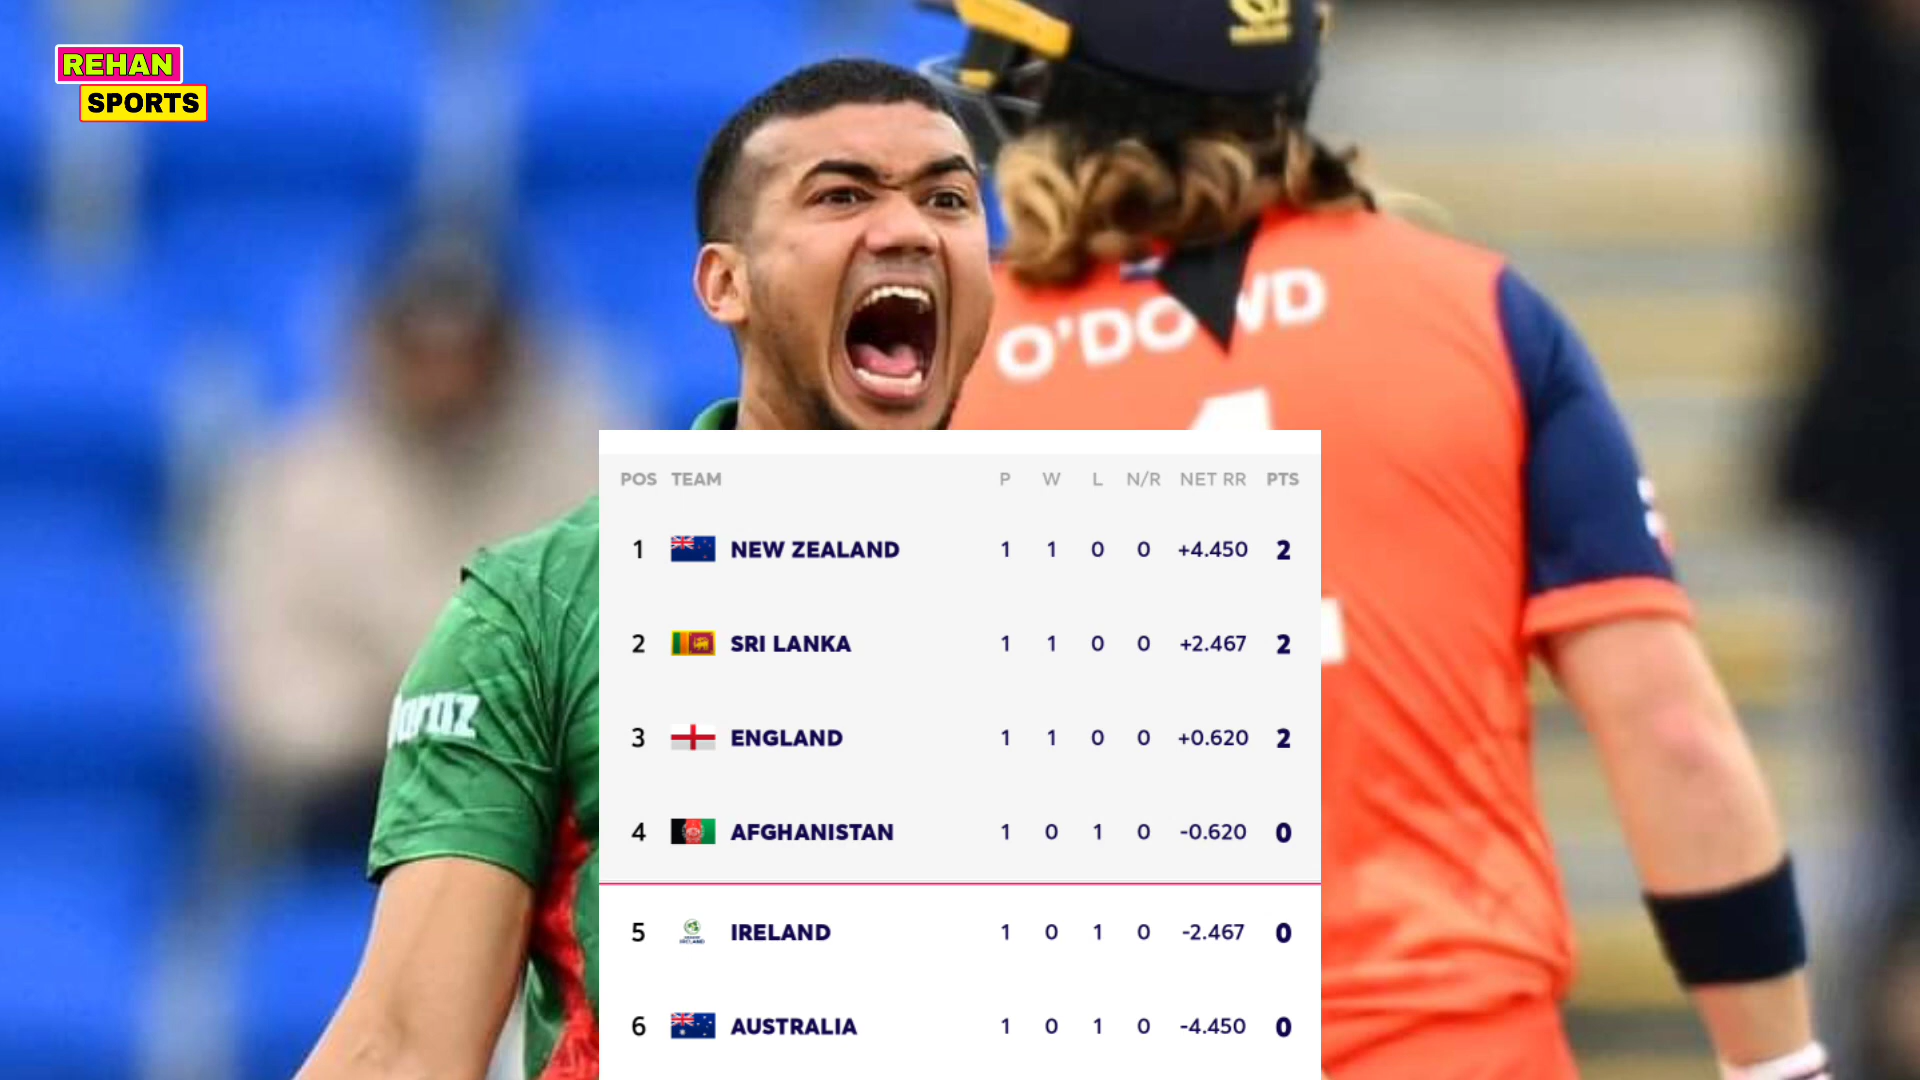 REHAN
SPORTS
O'DOWD
POS TEAM P W L N/R NET RR PTS
1 NEW ZEALAND 1 1 0 0 +4.450 2
2 SRI LANKA 1 1 0 0 +2.467 2
3 ENGLAND 1 1 0 0 +0.620 2
4 AFGHANISTAN 1 0 1 0 -0.620 0
5 IRELAND 1 0 1 0 -2.467 0
6 AUSTRALIA 1 0 1 0 -4.450 0